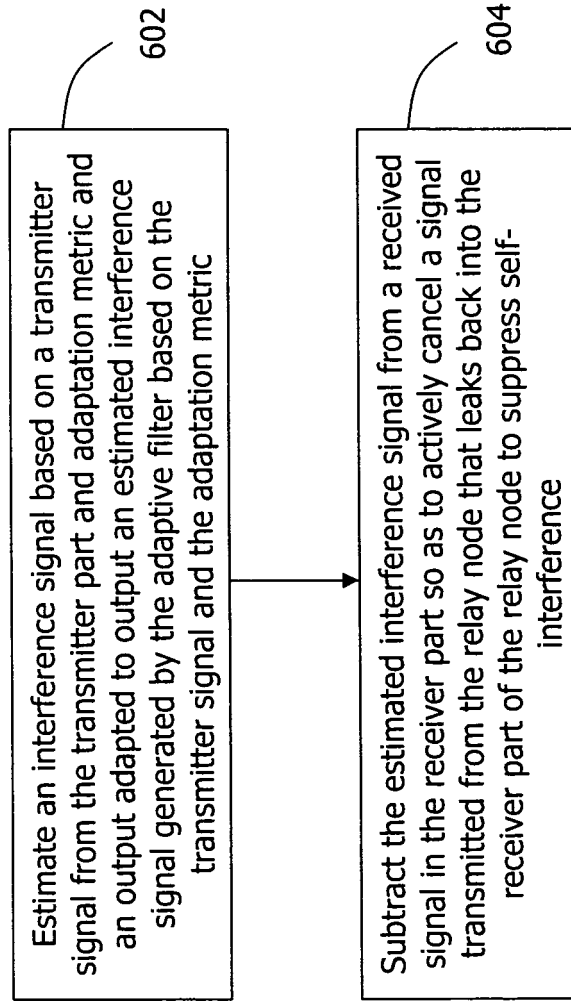 Estimate an interference signal based on a transmitter
signal from the transmitter part and adaptation metric and
an output adapted to output an estimated interference
signal generated by the adaptive filter based on the
transmitter signal and the adaptation metric
602
Subtract the estimated interference signal from a received
signal in the receiver part so as to actively cancel a signal
transmitted from the relay node that leaks back into the
receiver part of the relay node to suppress self-
interference
604